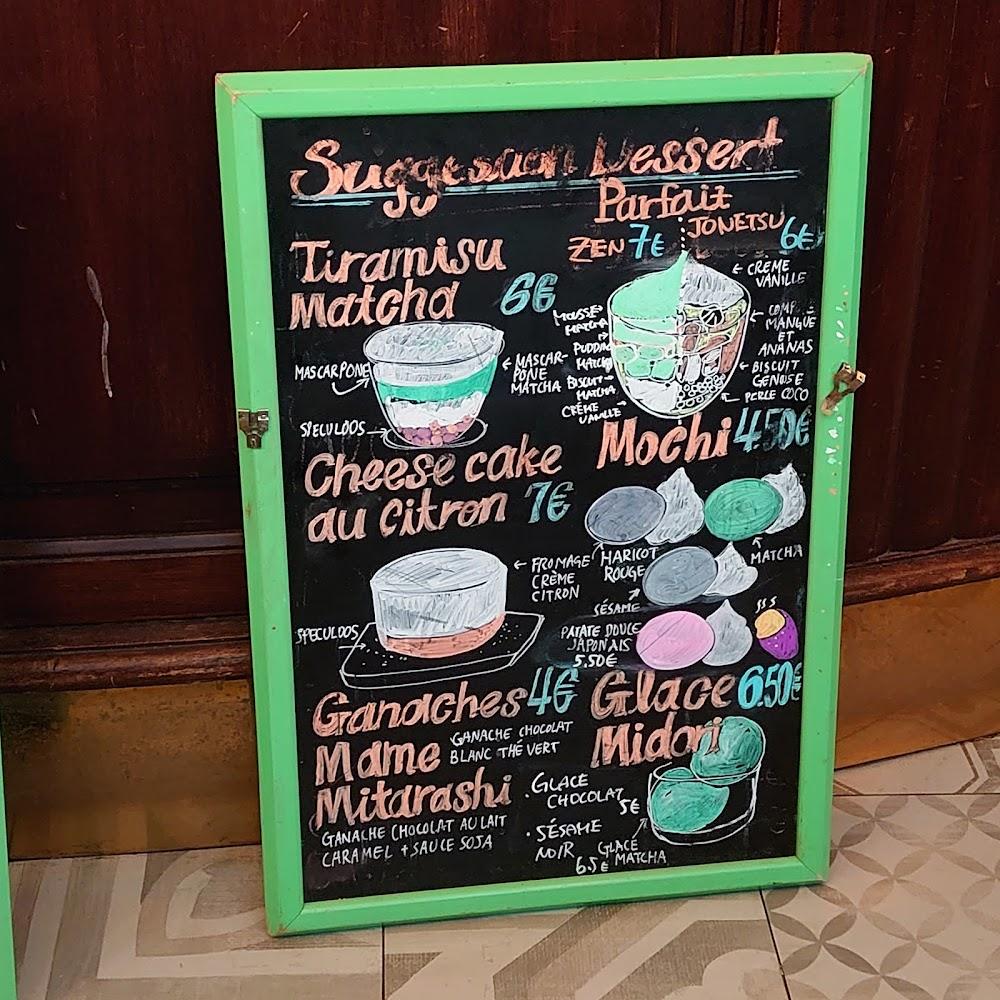 Suggestion Dessert
Tiramisu
Matcha 6€
MASCARPONE
MASCAR-
PONE
MATCHA
SPECULOOS
Cheese cake
au citron 7€
FROMAGE
CRÈME
CITRON
SPECULOOS
Ganaches 4€
Mame GANACHE CHOCOLAT
BLANC THÉ VERT
Mitarashi
GANACHE CHOCOLAT AU LAIT
CARAMEL + SAUCE SOJA
Parfait
ZEN 7€ JONETSU 6€
MOUSSE
MATCHA
PUDDING
MATCHA
BISCUIT
MATCHA
CRÈME
VANILLE
CREME
VANILLE
MANGUE
ET
ANANAS
BISCUIT
GENOISE
PERLE COCO
Mochi 4.50€
HARICOT
ROUGE
MATCHA
SÉSAME
PATATE DOUCE
JAPONAIS
5.50€
Glace 6.50€
Midori
· GLACE
CHOCOLAT 5€
· SÉSAME
NOIR 6.5€
GLACE
MATCHA